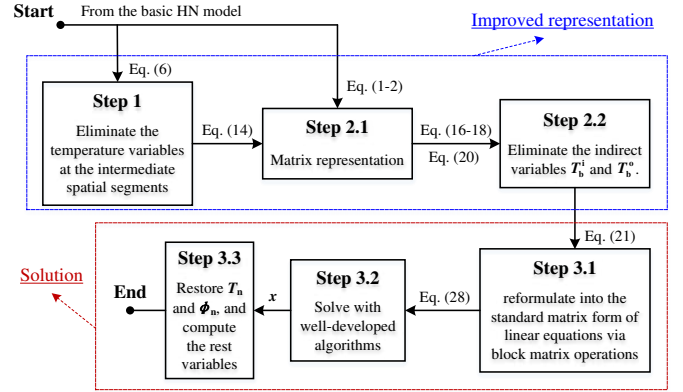 Start
From the basic HN model
Improved representation
Eq. (6)
Eq. (1-2)
Step 1
Eliminate the
temperature variables
at the intermediate
spatial segments
Eq. (14)
Step 2.1
Matrix representation
Eq. (16-18)
Eq. (20)
Step 2.2
Eliminate the indirect
variables T_b^i and T_b^o.
Eq. (21)
Solution
Step 3.1
reformulate into the
standard matrix form of
linear equations via
block matrix operations
Eq. (28)
Step 3.2
Solve with
well-developed
algorithms
x
Step 3.3
Restore T_n
and ϕ_n, and
compute
the rest
variables
End